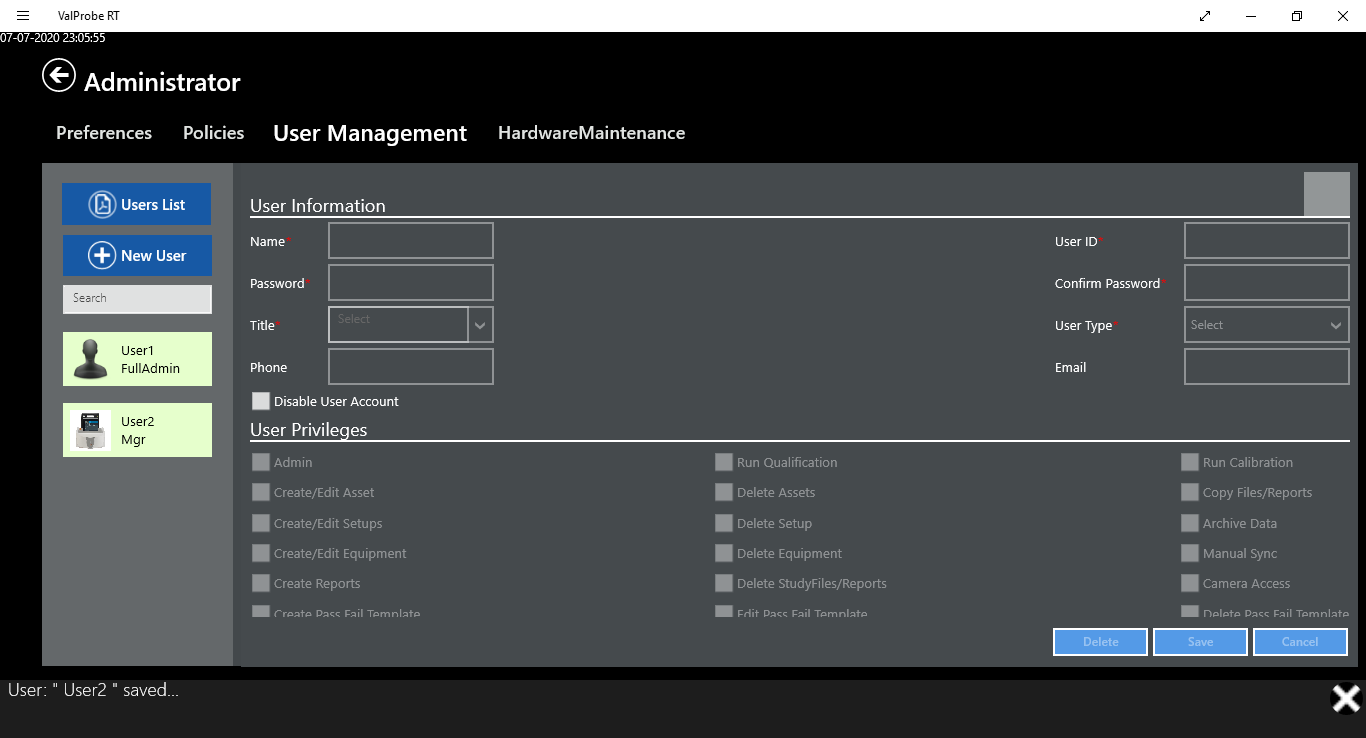 ValProbe RT
07-07-2020 23:05:55
Administrator
Preferences Policies User Management HardwareMaintenance
Users List
New User
Search
User1
FullAdmin
User2
Mgr
User Information
Name* User ID*
Password* Confirm Password*
Title* Select User Type* Select
Phone Email
Disable User Account
User Privileges
Admin Run Qualification Run Calibration
Create/Edit Asset Delete Assets Copy Files/Reports
Create/Edit Setups Delete Setup Archive Data
Create/Edit Equipment Delete Equipment Manual Sync
Create Reports Delete StudyFiles/Reports Camera Access
Create Pass Fail Template Edit Pass Fail Template Delete Pass Fail Template
Delete Save Cancel
User: " User2 " saved...